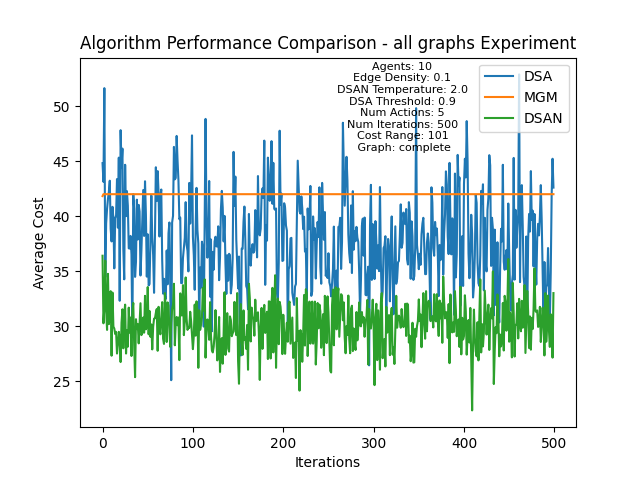 Algorithm Performance Comparison - all graphs Experiment
Agents: 10
Edge Density: 0.1
DSAN Temperature: 2.0
DSA Threshold: 0.9
Num Actions: 5
Num Iterations: 500
Cost Range: 101
Graph: complete
DSA
MGM
DSAN
Average Cost
50
45
40
35
30
25
0
100
200
300
400
500
Iterations